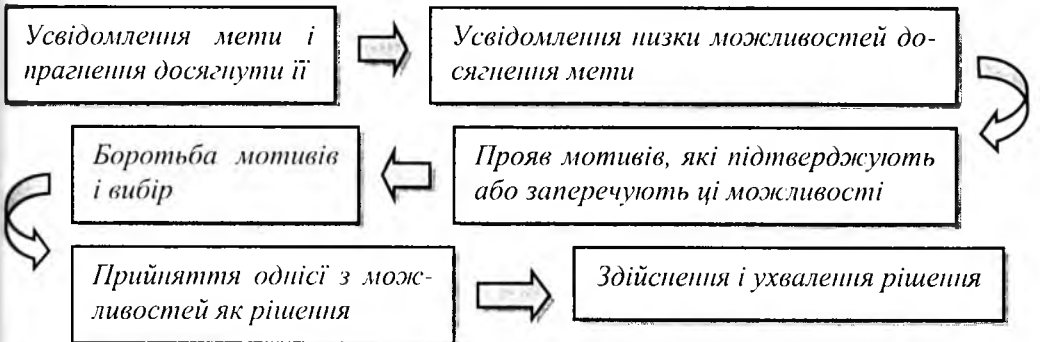 Усвідомлення мети і
прагнення досягнути її
Усвідомлення низки можливостей до-
сягнення мети
Прояв мотивів, які підтверджують
або заперечують ці можливості
Боротьба мотивів
і вибір
Прийняття однієї з мож-
ливостей як рішення
Здійснення і ухвалення рішення